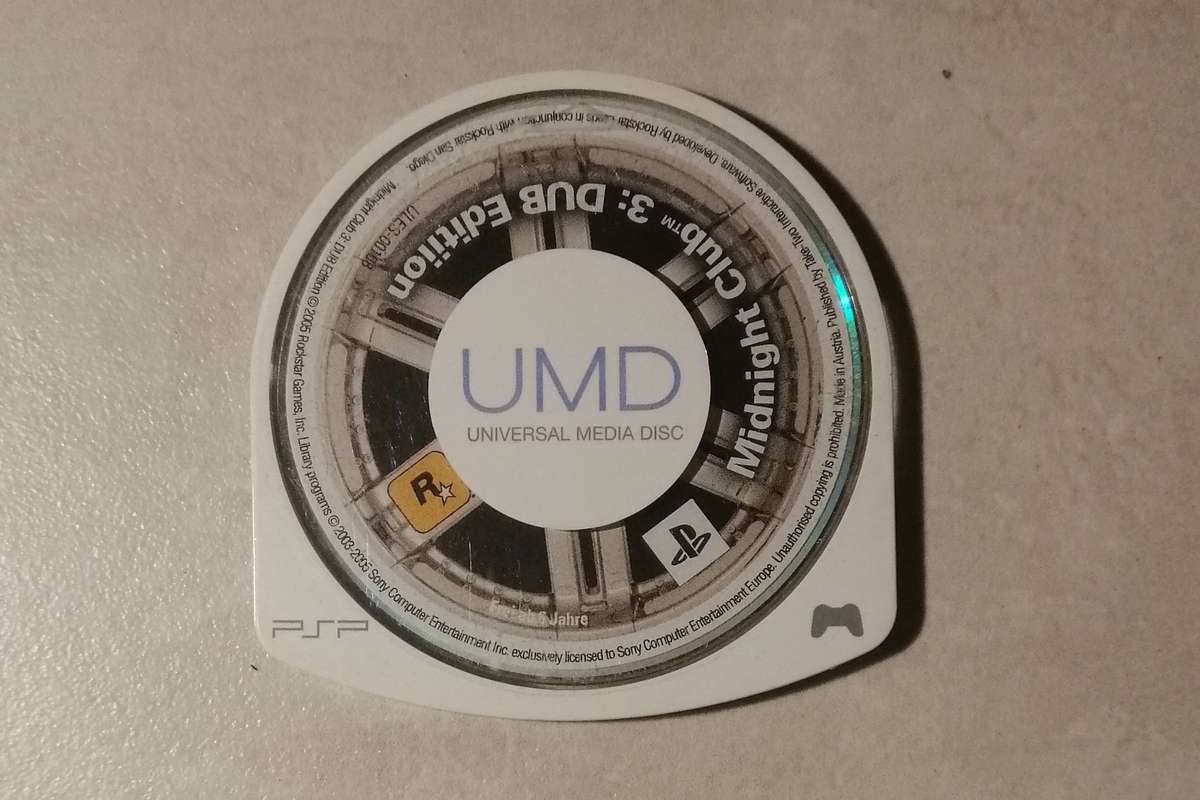 Midnight Club™ 3: DUB Edition
ULES-00108
UMD
UNIVERSAL MEDIA DISC
R
ab 6 Jahre
Midnight Club 3: DUB Edition © 2005 Rockstar Games, Inc. Library programs © 2003-2005 Sony Computer Entertainment Inc. exclusively licensed to Sony Computer Entertainment Europe. Unauthorised copying is prohibited. Made in Austria. Published by Take-Two Interactive Software. Developed by Rockstar Leeds in conjunction with Rockstar San Diego.
PSP